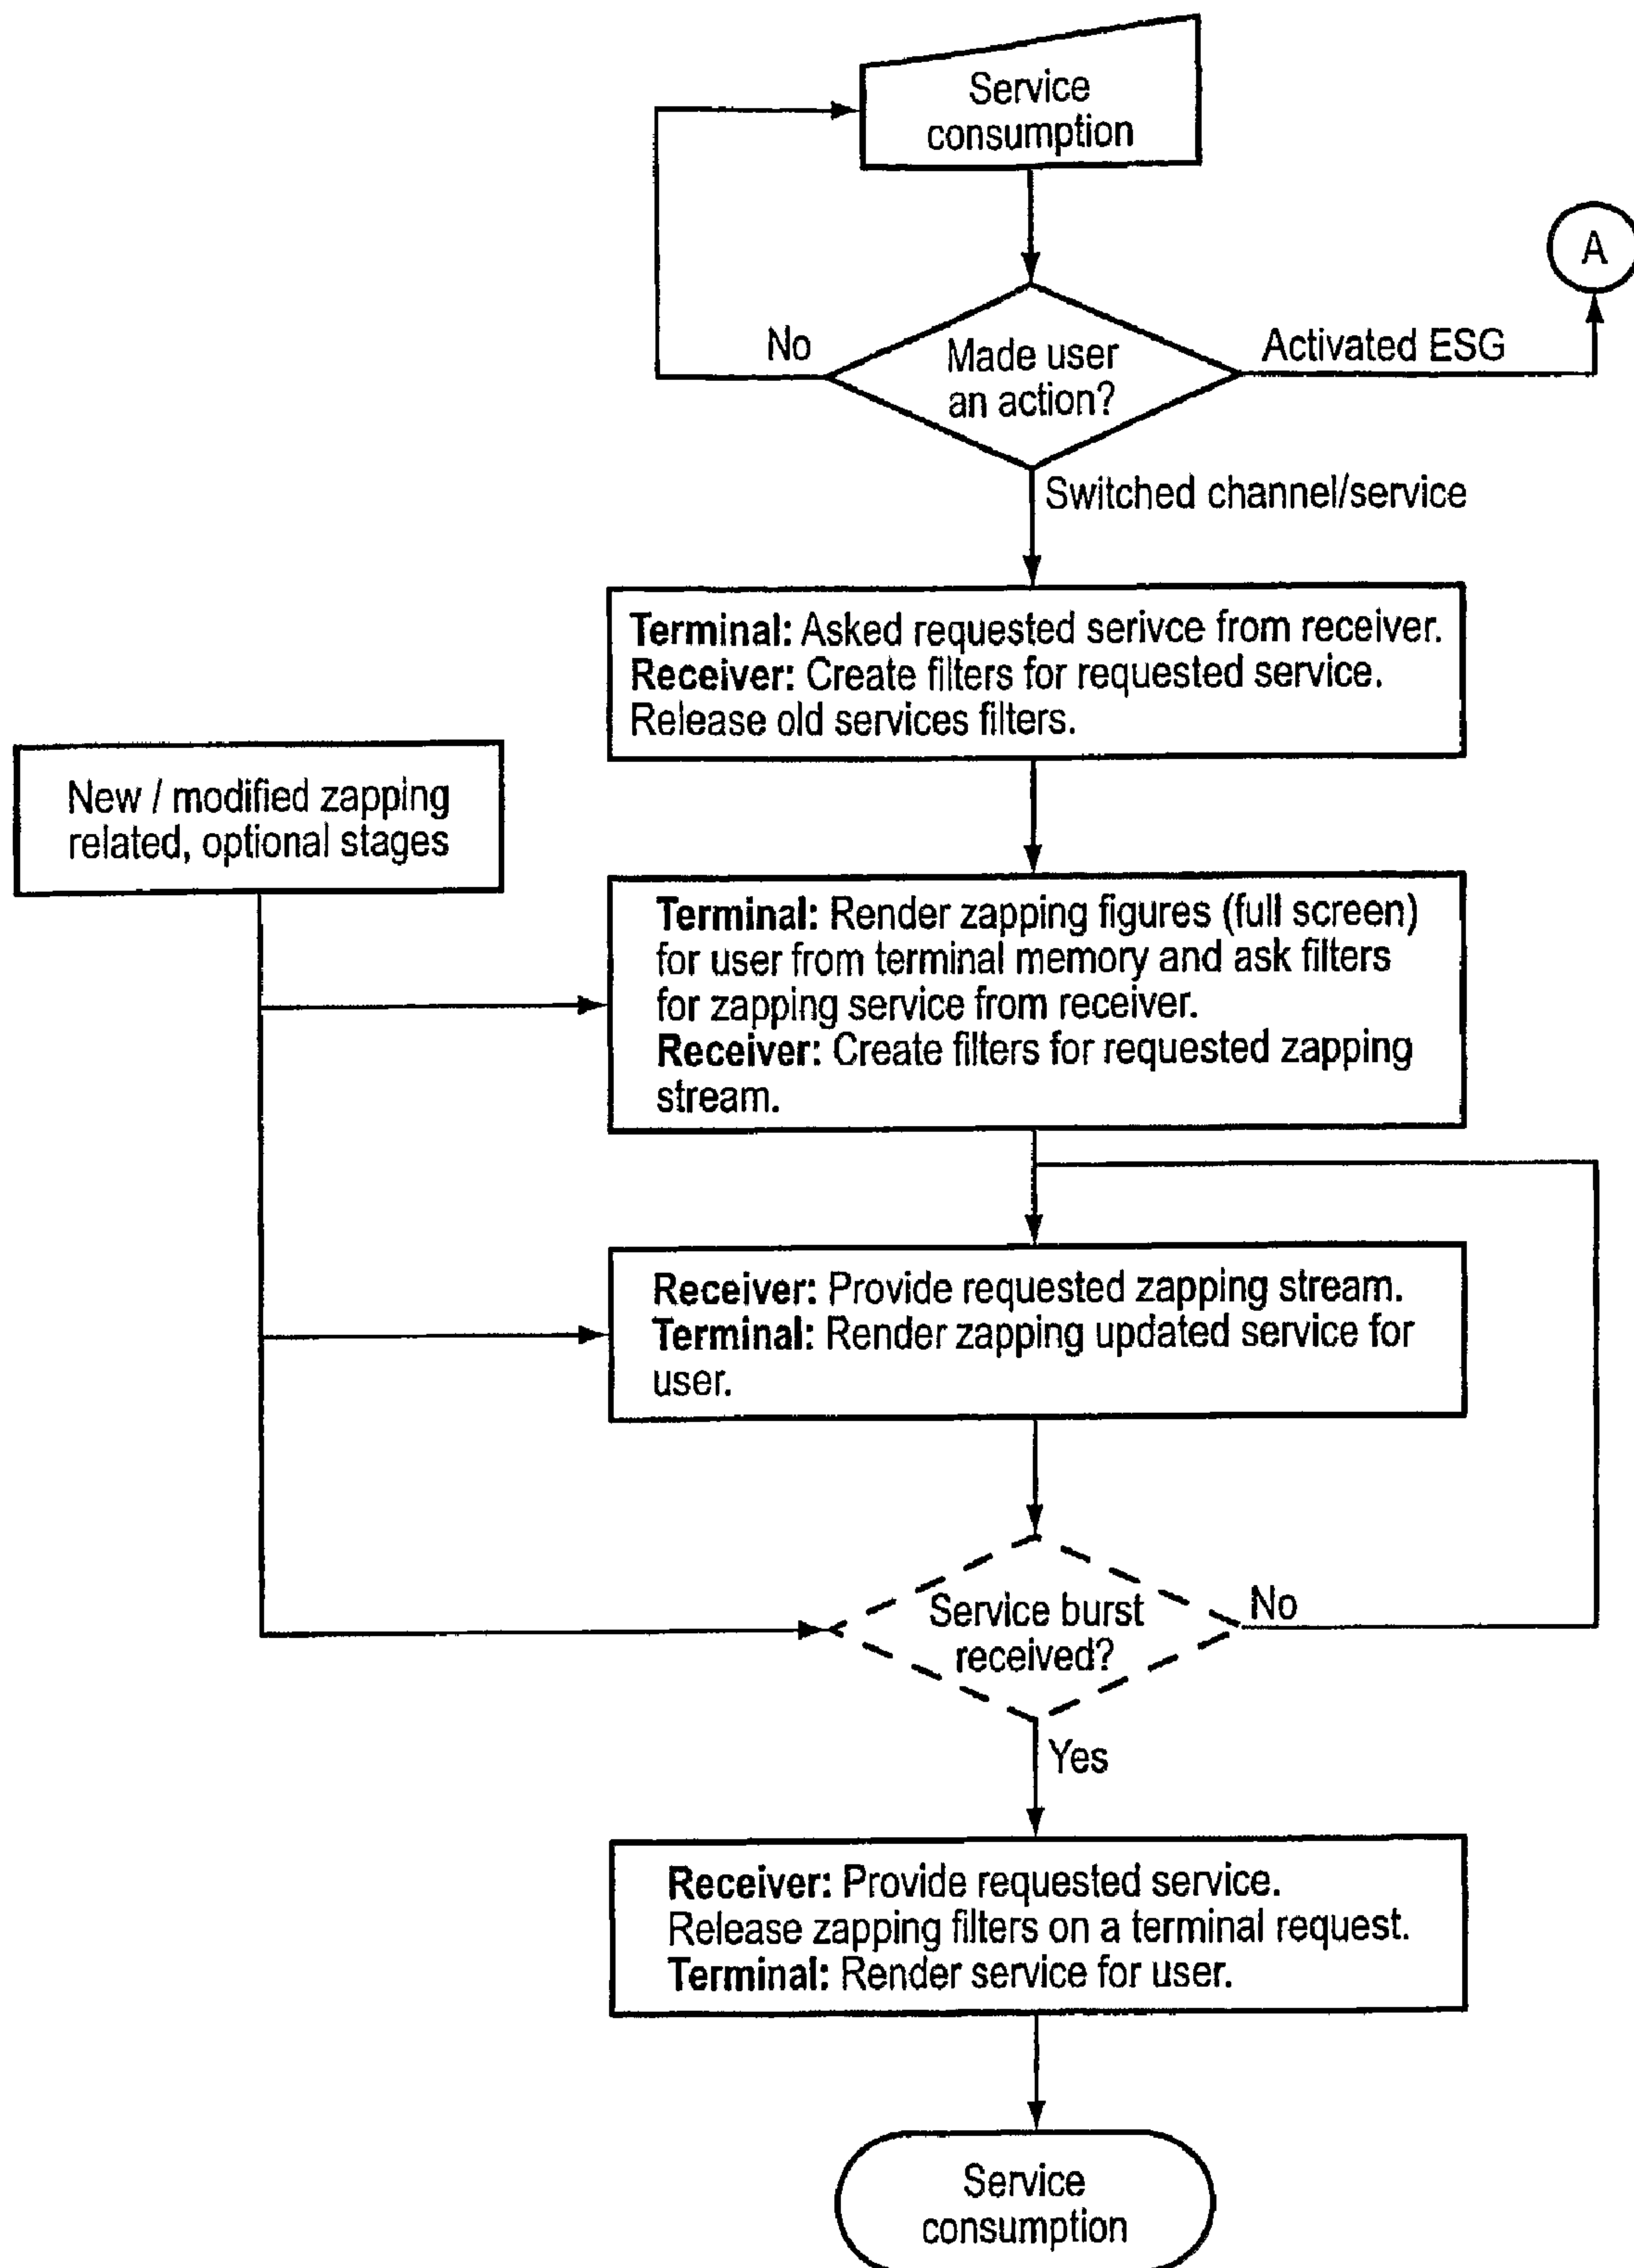 Service
consumption
A
No
Made user
an action?
Activated ESG
Switched channel/service
Terminal: Asked requested serivce from receiver.
Receiver: Create filters for requested service.
Release old services filters.
New / modified zapping
related, optional stages
Terminal: Render zapping figures (full screen)
for user from terminal memory and ask filters
for zapping service from receiver.
Receiver: Create filters for requested zapping
stream.
Receiver: Provide requested zapping stream.
Terminal: Render zapping updated service for
user.
Service burst
received?
No
Yes
Receiver: Provide requested service.
Release zapping filters on a terminal request.
Terminal: Render service for user.
Service
consumption